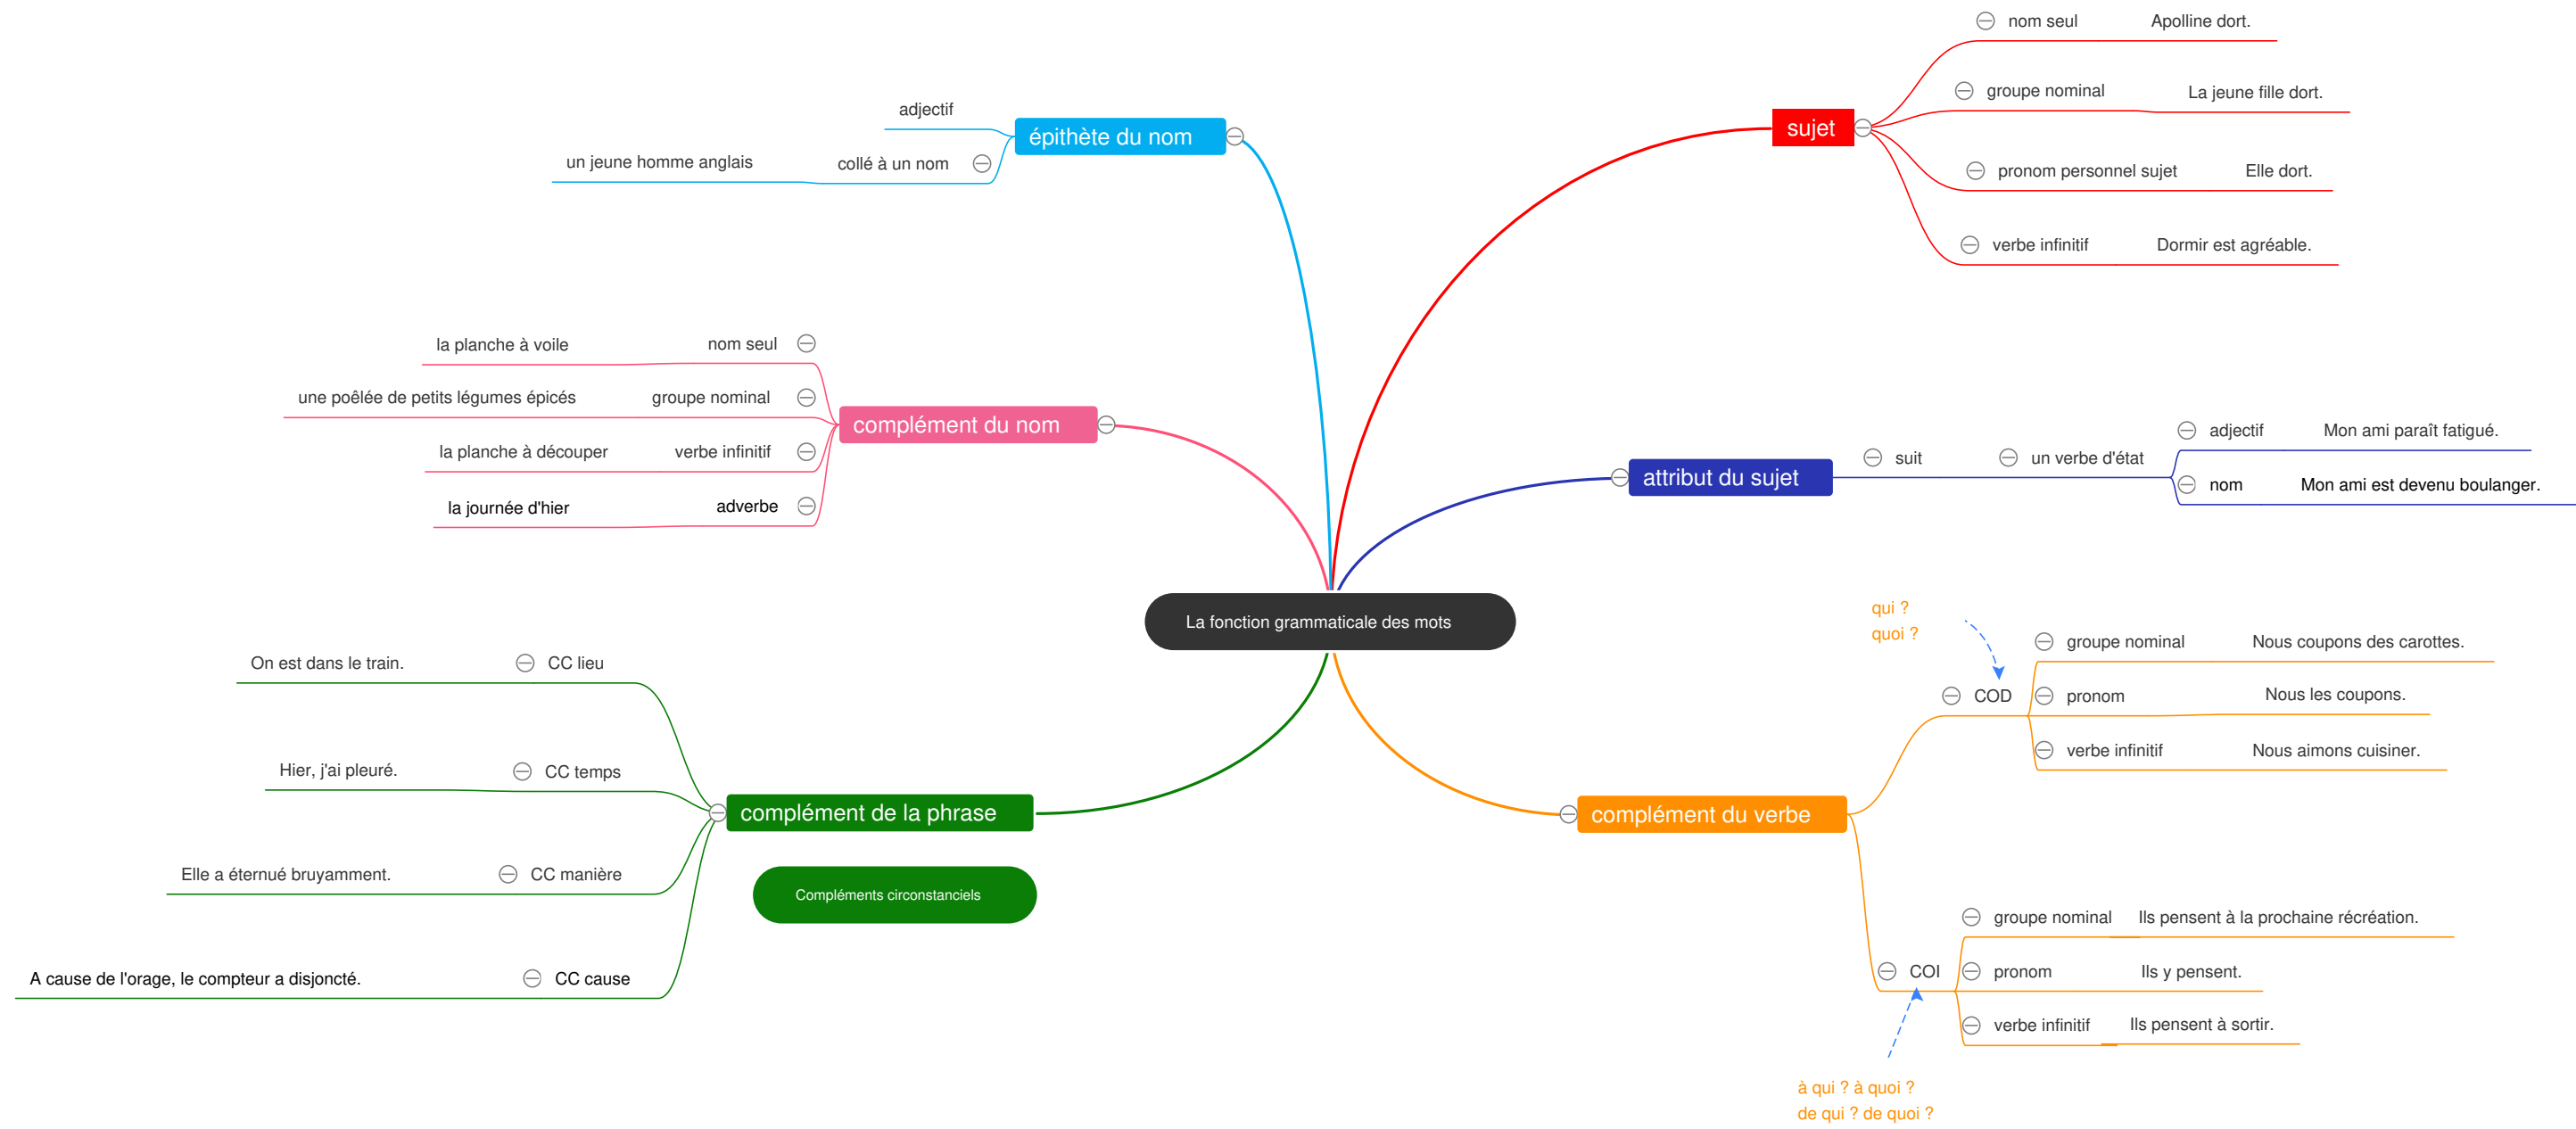 La fonction grammaticale des mots
sujet
nom seul
Apolline dort.
groupe nominal
La jeune fille dort.
pronom personnel sujet
Elle dort.
verbe infinitif
Dormir est agréable.
attribut du sujet
suit
un verbe d'état
adjectif
Mon ami paraît fatigué.
nom
Mon ami est devenu boulanger.
complément du verbe
qui ?
quoi ?
COD
groupe nominal
Nous coupons des carottes.
pronom
Nous les coupons.
verbe infinitif
Nous aimons cuisiner.
COI
groupe nominal
Ils pensent à la prochaine récréation.
pronom
Ils y pensent.
verbe infinitif
Ils pensent à sortir.
à qui ? à quoi ?
de qui ? de quoi ?
épithète du nom
adjectif
collé à un nom
un jeune homme anglais
complément du nom
nom seul
la planche à voile
groupe nominal
une poêlée de petits légumes épicés
verbe infinitif
la planche à découper
adverbe
la journée d'hier
complément de la phrase
Compléments circonstanciels
CC lieu
On est dans le train.
CC temps
Hier, j'ai pleuré.
CC manière
Elle a éternué bruyamment.
CC cause
A cause de l'orage, le compteur a disjoncté.